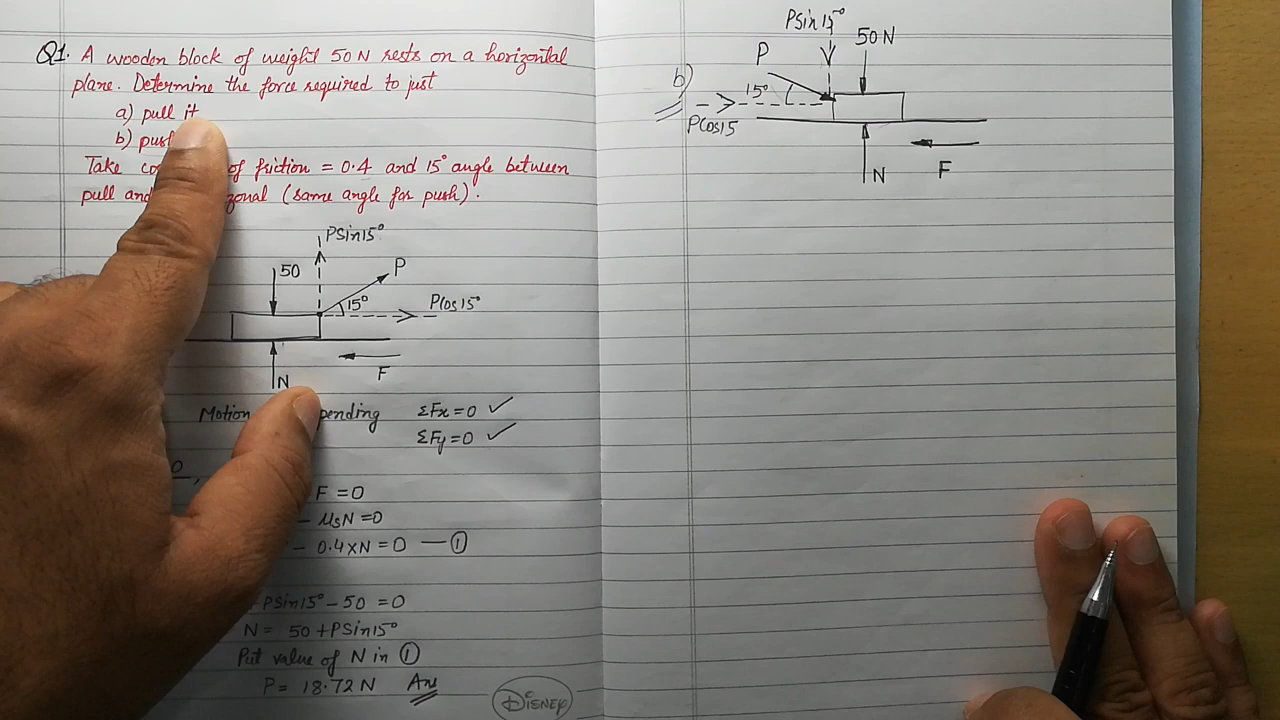 Q1. A wooden block of weight 50 N rests on a horizontal
plane. Determine the force required to just
a) pull it
b) push
Take of friction = 0.4 and 15° angle between
pull and (same angle for push).
PSin15°
50
P
15°
PCos15°
N
F
Motion pending
ΣFx=0 ✓
ΣFy=0 ✓
F = 0
- μsN = 0
- 0.4×N = 0 — ①
+PSin15° - 50 = 0
N = 50 + PSin15°
Put value of N in ①
P = 18.72 N Ans
DISNEY
b)
PSin15°
50 N
P
15°
PCos15
N
F